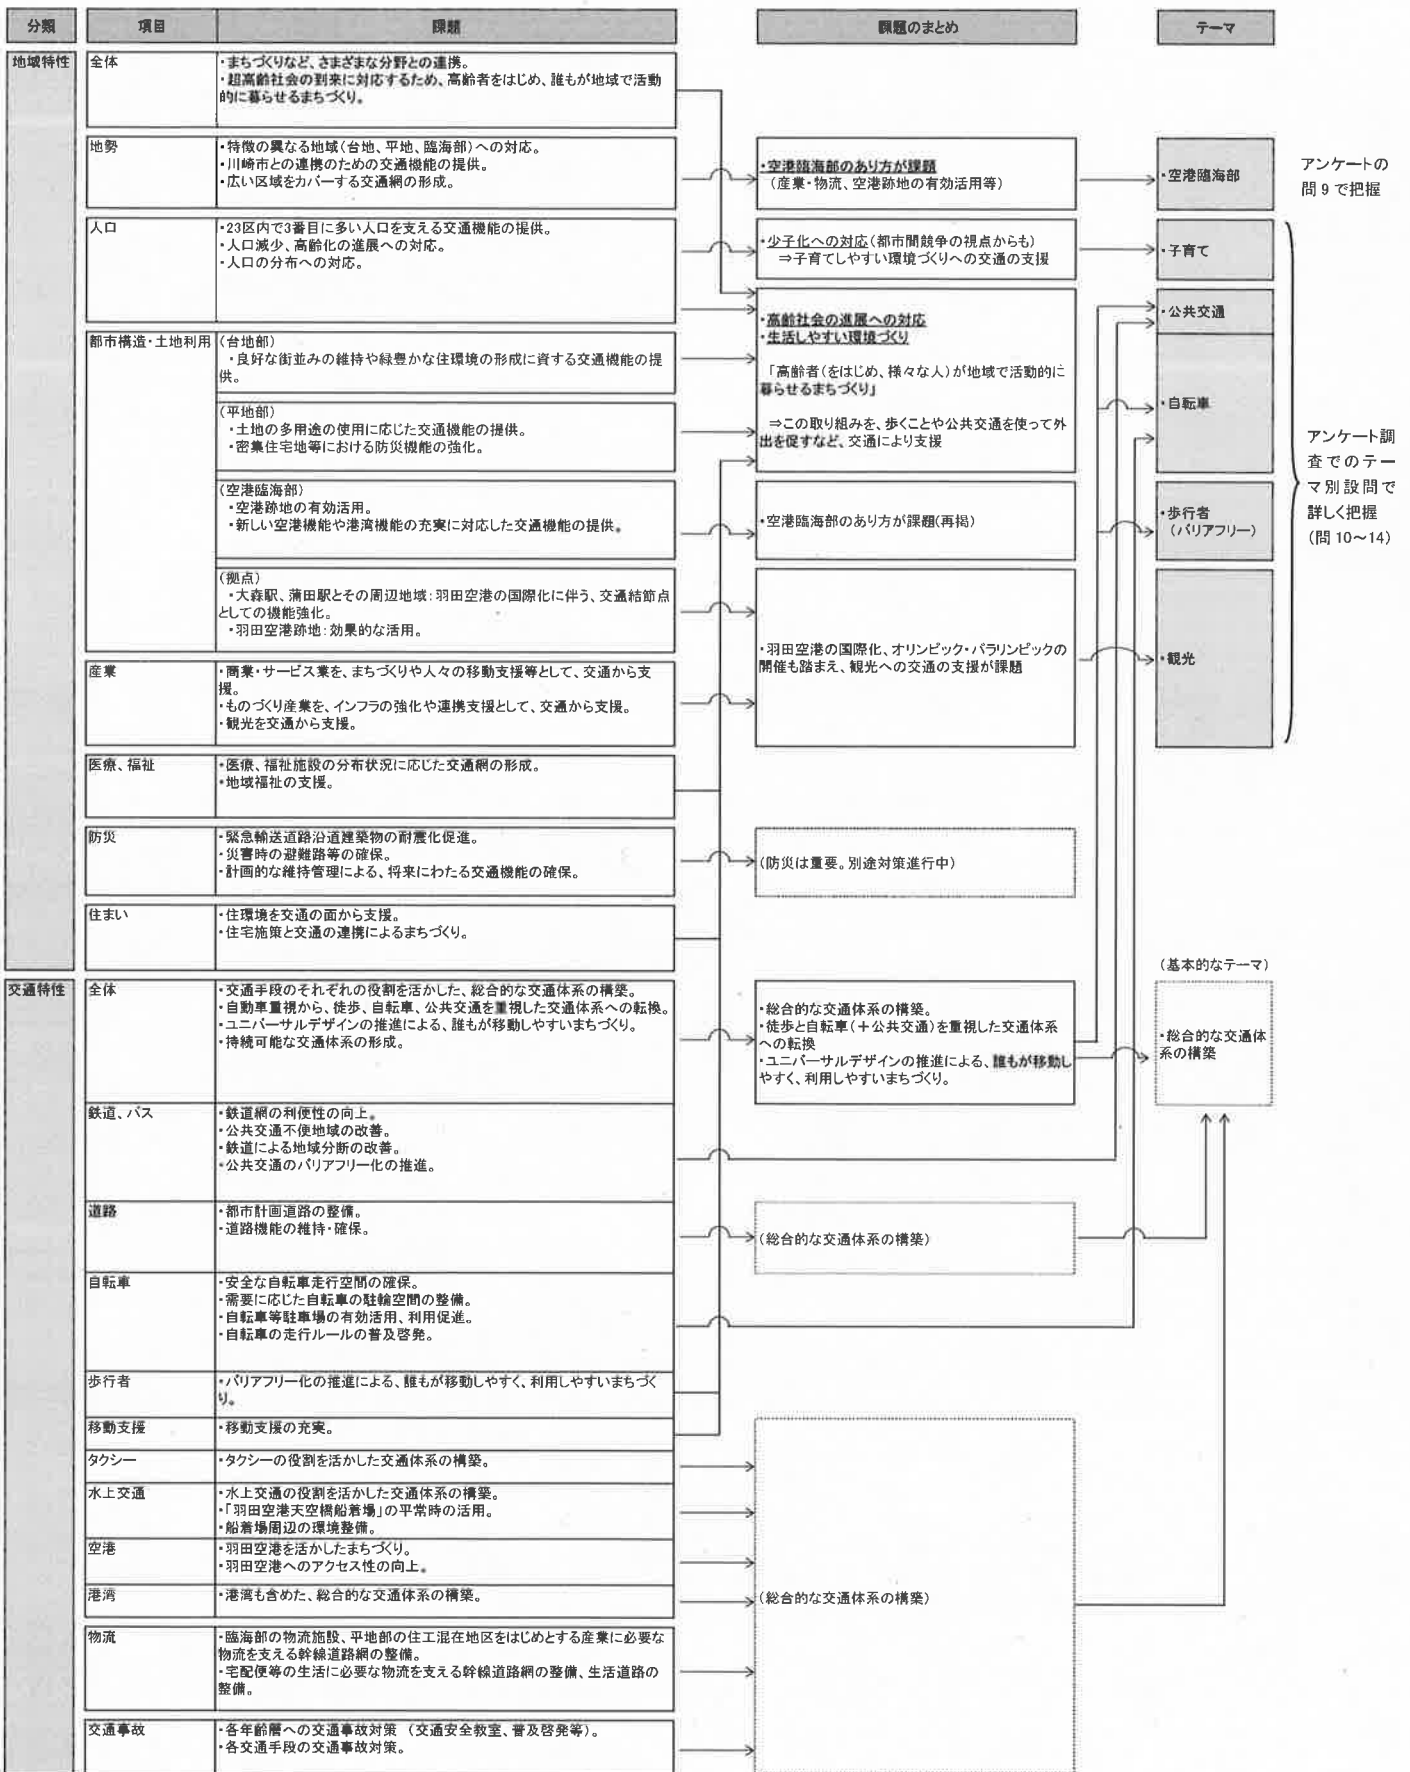 分類
項目
課題
課題のまとめ
テーマ
地域特性
全体
・まちづくりなど、さまざまな分野との連携。
・超高齢社会の到来に対応するため、高齢者をはじめ、誰もが地域で活動
的に暮らせるまちづくり。
地勢
・特徴の異なる地域(台地、平地、臨海部)への対応。
・川崎市との連携のための交通機能の提供。
・広い区域をカバーする交通網の形成。
・空港臨海部のあり方が課題
(産業・物流、空港跡地の有効活用等)
・空港臨海部
アンケートの
問9で把握
人口
・23区内で3番目に多い人口を支える交通機能の提供。
・人口減少、高齢化の進展への対応。
・人口の分布への対応。
・少子化への対応(都市間競争の視点からも)
⇒子育てしやすい環境づくりへの交通の支援
・子育て
・高齢社会の進展への対応
・生活しやすい環境づくり
「高齢者(をはじめ、様々な人)が地域で活動的に
暮らせるまちづくり」
⇒この取り組みを、歩くことや公共交通を使って外
出を促すなど、交通により支援
・公共交通
・自転車
都市構造・土地利用
(台地部)
・良好な街並みの維持や緑豊かな住環境の形成に資する交通機能の提
供。
(平地部)
・土地の多用途の使用に応じた交通機能の提供。
・密集住宅地等における防災機能の強化。
アンケート調
査でのテー
マ別設問で
詳しく把握
(問10~14)
(空港臨海部)
・空港跡地の有効活用。
・新しい空港機能や港湾機能の充実に対応した交通機能の提供。
・空港臨海部のあり方が課題(再掲)
・歩行者
(バリアフリー)
(拠点)
・大森駅、蒲田駅とその周辺地域:羽田空港の国際化に伴う、交通結節点
としての機能強化。
・羽田空港跡地:効果的な活用。
・羽田空港の国際化、オリンピック・パラリンピックの
開催も踏まえ、観光への交通の支援が課題
・観光
産業
・商業・サービス業を、まちづくりや人々の移動支援等として、交通から支
援。
・ものづくり産業を、インフラの強化や連携支援として、交通から支援。
・観光を交通から支援。
医療、福祉
・医療、福祉施設の分布状況に応じた交通網の形成。
・地域福祉の支援。
防災
・緊急輸送道路沿道建築物の耐震化促進。
・災害時の避難路等の確保。
・計画的な維持管理による、将来にわたる交通機能の確保。
(防災は重要。別途対策進行中)
住まい
・住環境を交通の面から支援。
・住宅施策と交通の連携によるまちづくり。
交通特性
全体
・交通手段のそれぞれの役割を活かした、総合的な交通体系の構築。
・自動車重視から、徒歩、自転車、公共交通を重視した交通体系への転換。
・ユニバーサルデザインの推進による、誰もが移動しやすいまちづくり。
・持続可能な交通体系の形成。
・総合的な交通体系の構築。
・徒歩と自転車(+公共交通)を重視した交通体系
への転換
・ユニバーサルデザインの推進による、誰もが移動し
やすく、利用しやすいまちづくり。
(基本的なテーマ)
・総合的な交通体
系の構築
鉄道、バス
・鉄道網の利便性の向上。
・公共交通不便地域の改善。
・鉄道による地域分断の改善。
・公共交通のバリアフリー化の推進。
道路
・都市計画道路の整備。
・道路機能の維持・確保。
(総合的な交通体系の構築)
自転車
・安全な自転車走行空間の確保。
・需要に応じた自転車の駐輪空間の整備。
・自転車等駐車場の有効活用、利用促進。
・自転車の走行ルールの普及啓発。
歩行者
・バリアフリー化の推進による、誰もが移動しやすく、利用しやすいまちづく
り。
移動支援
・移動支援の充実。
タクシー
・タクシーの役割を活かした交通体系の構築。
水上交通
・水上交通の役割を活かした交通体系の構築。
・「羽田空港天空橋船着場」の平常時の活用。
・船着場周辺の環境整備。
空港
・羽田空港を活かしたまちづくり。
・羽田空港へのアクセス性の向上。
港湾
・港湾も含めた、総合的な交通体系の構築。
(総合的な交通体系の構築)
物流
・臨海部の物流施設、平地部の住工混在地区をはじめとする産業に必要な
物流を支える幹線道路網の整備。
・宅配便等の生活に必要な物流を支える幹線道路網の整備、生活道路の
整備。
交通事故
・各年齢層への交通事故対策 (交通安全教室、普及啓発等)。
・各交通手段の交通事故対策。